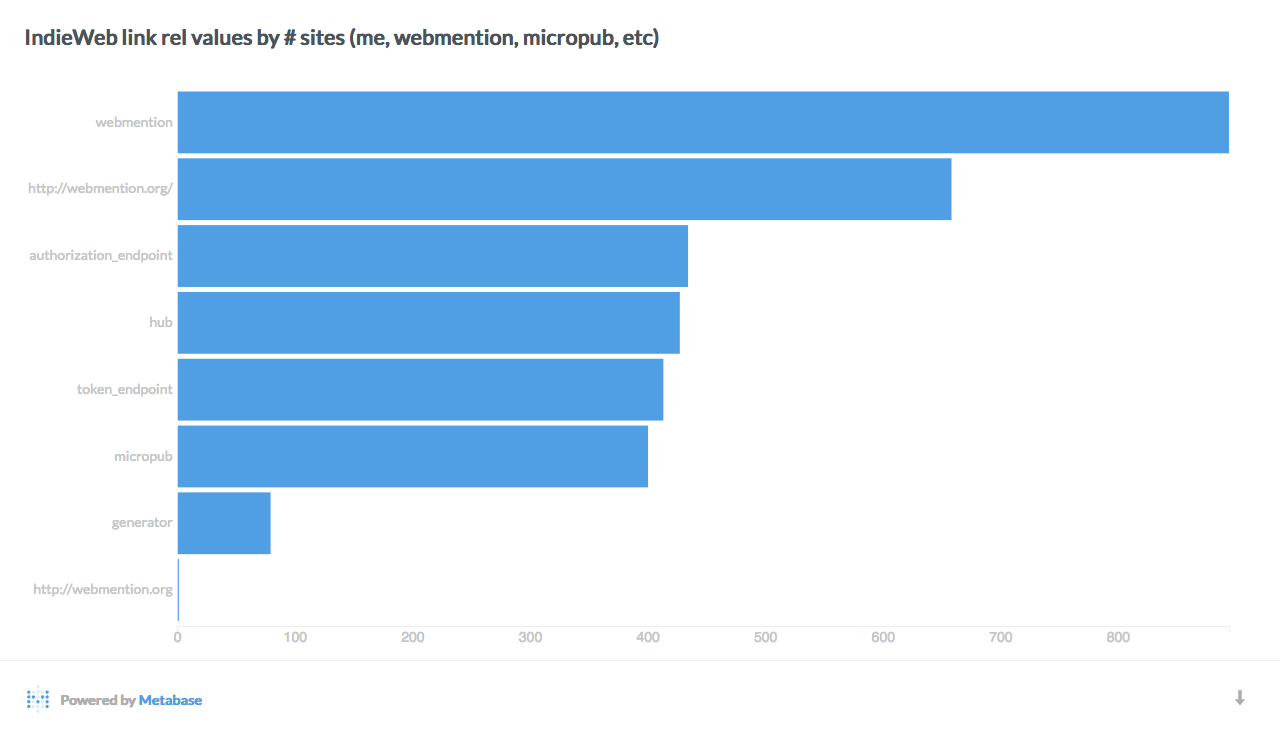 IndieWeb link rel values by # sites (me, webmention, micropub, etc)
webmention
http://webmention.org/
authorization_endpoint
hub
token_endpoint
micropub
generator
http://webmention.org
0 100 200 300 400 500 600 700 800
Powered by Metabase